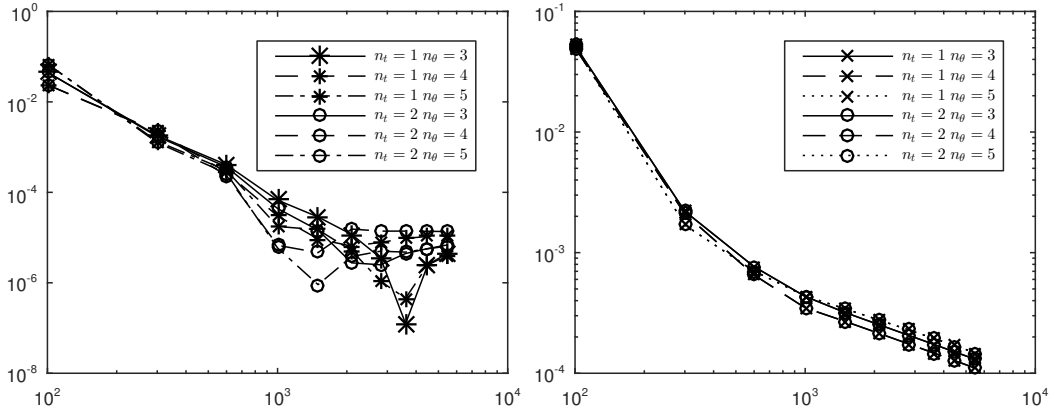 10^0
10^-2
10^-4
10^-6
10^-8
10^2
10^3
10^4
n_t = 1 n_θ = 3
n_t = 1 n_θ = 4
n_t = 1 n_θ = 5
n_t = 2 n_θ = 3
n_t = 2 n_θ = 4
n_t = 2 n_θ = 5
10^-1
10^-2
10^-3
10^-4
10^2
10^3
10^4
n_t = 1 n_θ = 3
n_t = 1 n_θ = 4
n_t = 1 n_θ = 5
n_t = 2 n_θ = 3
n_t = 2 n_θ = 4
n_t = 2 n_θ = 5